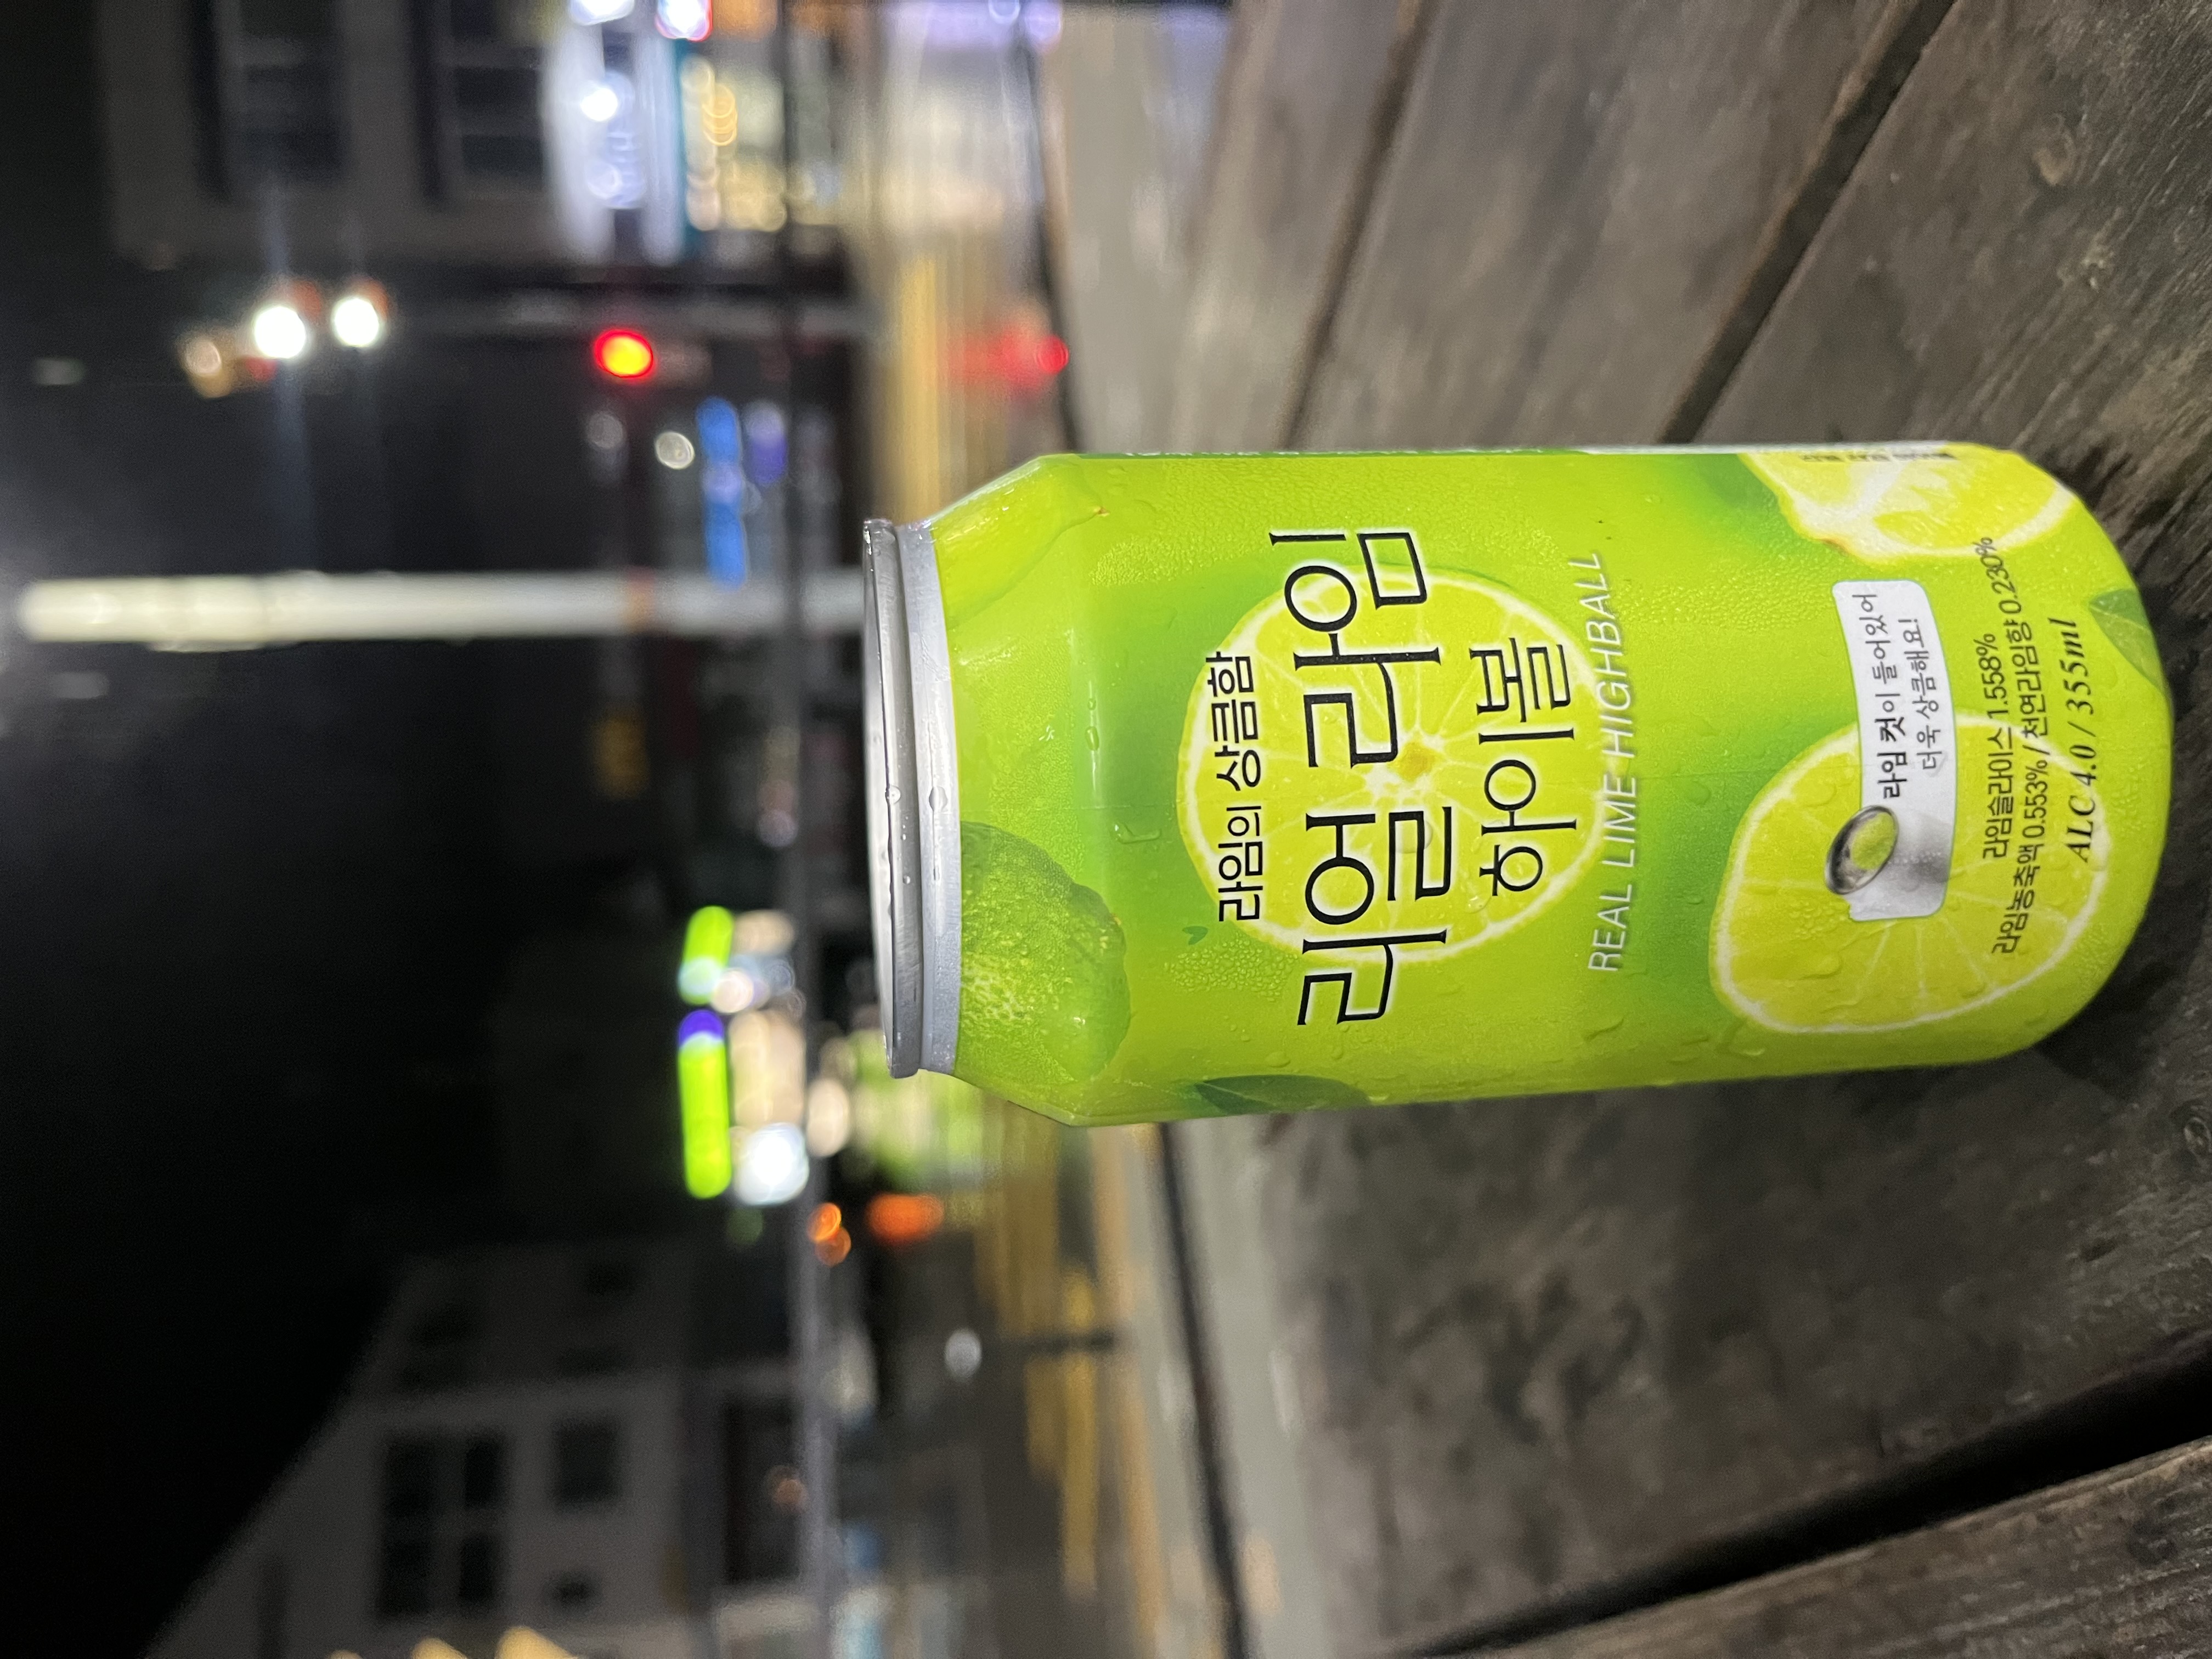 라임의 상큼함
리얼 라임
하이볼
REAL LIME HIGHBALL
라임 컷이 들어있어
더욱 상큼해요!
라임슬라이스 1.558%
라임농축액 0.553% / 천연라임향 0.230%
ALC 4.0 / 355ml